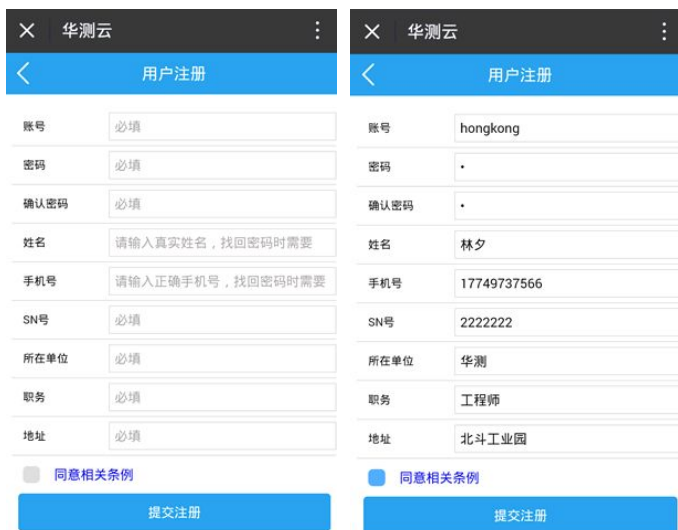 华测云
用户注册
账号 必填
密码 必填
确认密码 必填
姓名 请输入真实姓名，找回密码时需要
手机号 请输入正确手机号，找回密码时需要
SN号 必填
所在单位 必填
职务 必填
地址 必填
同意相关条例
提交注册
华测云
用户注册
账号 hongkong
密码 •
确认密码 •
姓名 林夕
手机号 17749737566
SN号 2222222
所在单位 华测
职务 工程师
地址 北斗工业园
同意相关条例
提交注册